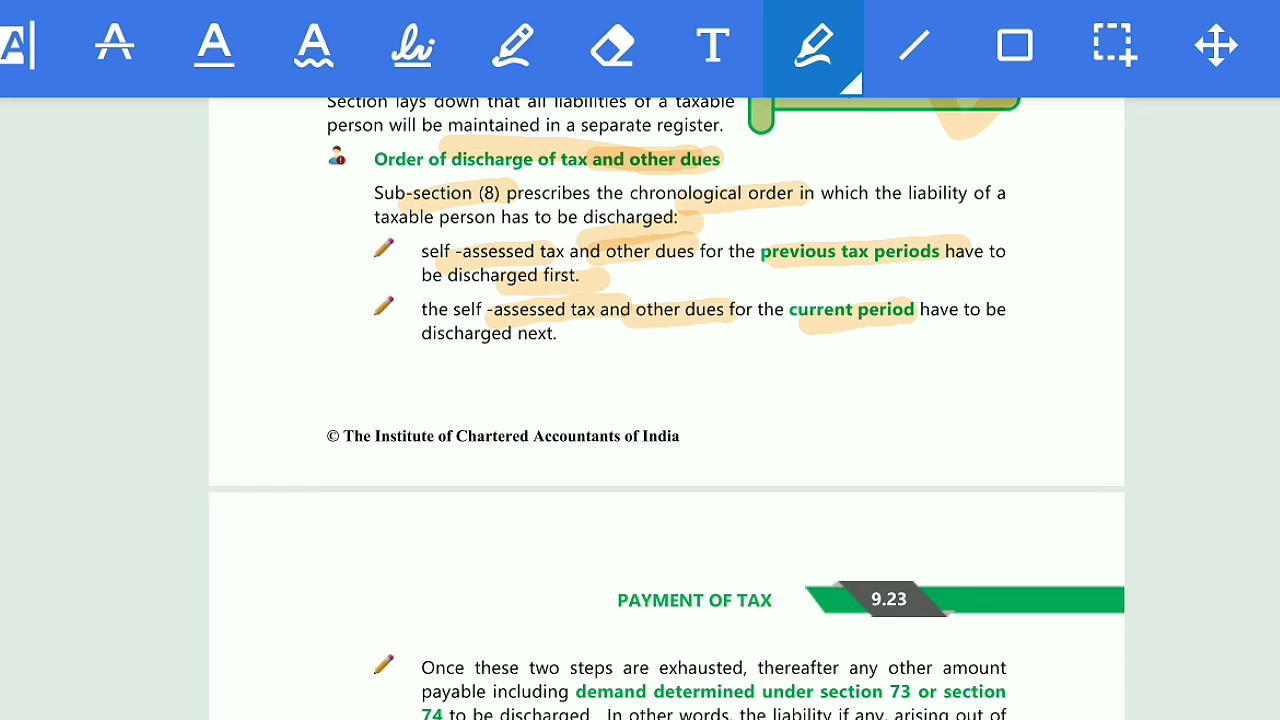 Section lays down that all liabilities of a taxable
person will be maintained in a separate register.
Order of discharge of tax and other dues
Sub-section (8) prescribes the chronological order in which the liability of a
taxable person has to be discharged:
self -assessed tax and other dues for the previous tax periods have to
be discharged first.
the self -assessed tax and other dues for the current period have to be
discharged next.
© The Institute of Chartered Accountants of India
PAYMENT OF TAX 9.23
Once these two steps are exhausted, thereafter any other amount
payable including demand determined under section 73 or section
74 to be discharged. In other words, the liability if any, arising out of